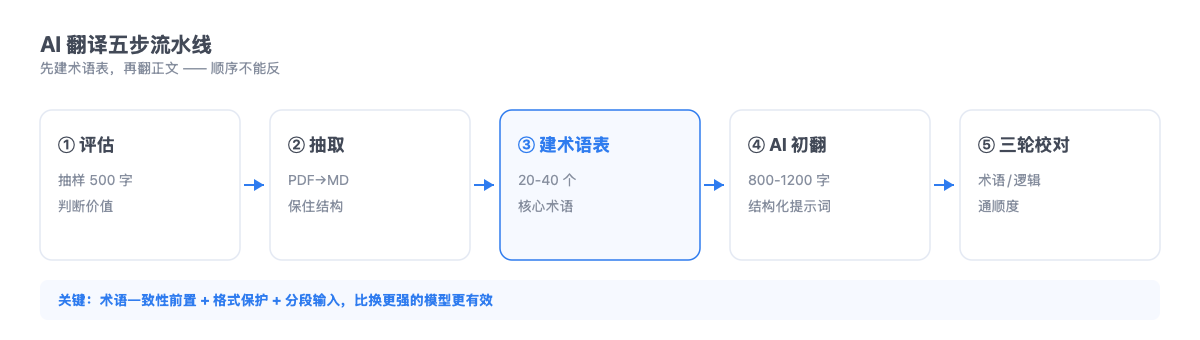 AI 翻译五步流水线
先建术语表，再翻正文 —— 顺序不能反
① 评估
抽样 500 字
判断价值
② 抽取
PDF→MD
保住结构
③ 建术语表
20-40 个
核心术语
④ AI 初翻
800-1200 字
结构化提示词
⑤ 三轮校对
术语/逻辑
通顺度
关键：术语一致性前置 + 格式保护 + 分段输入，比换更强的模型更有效